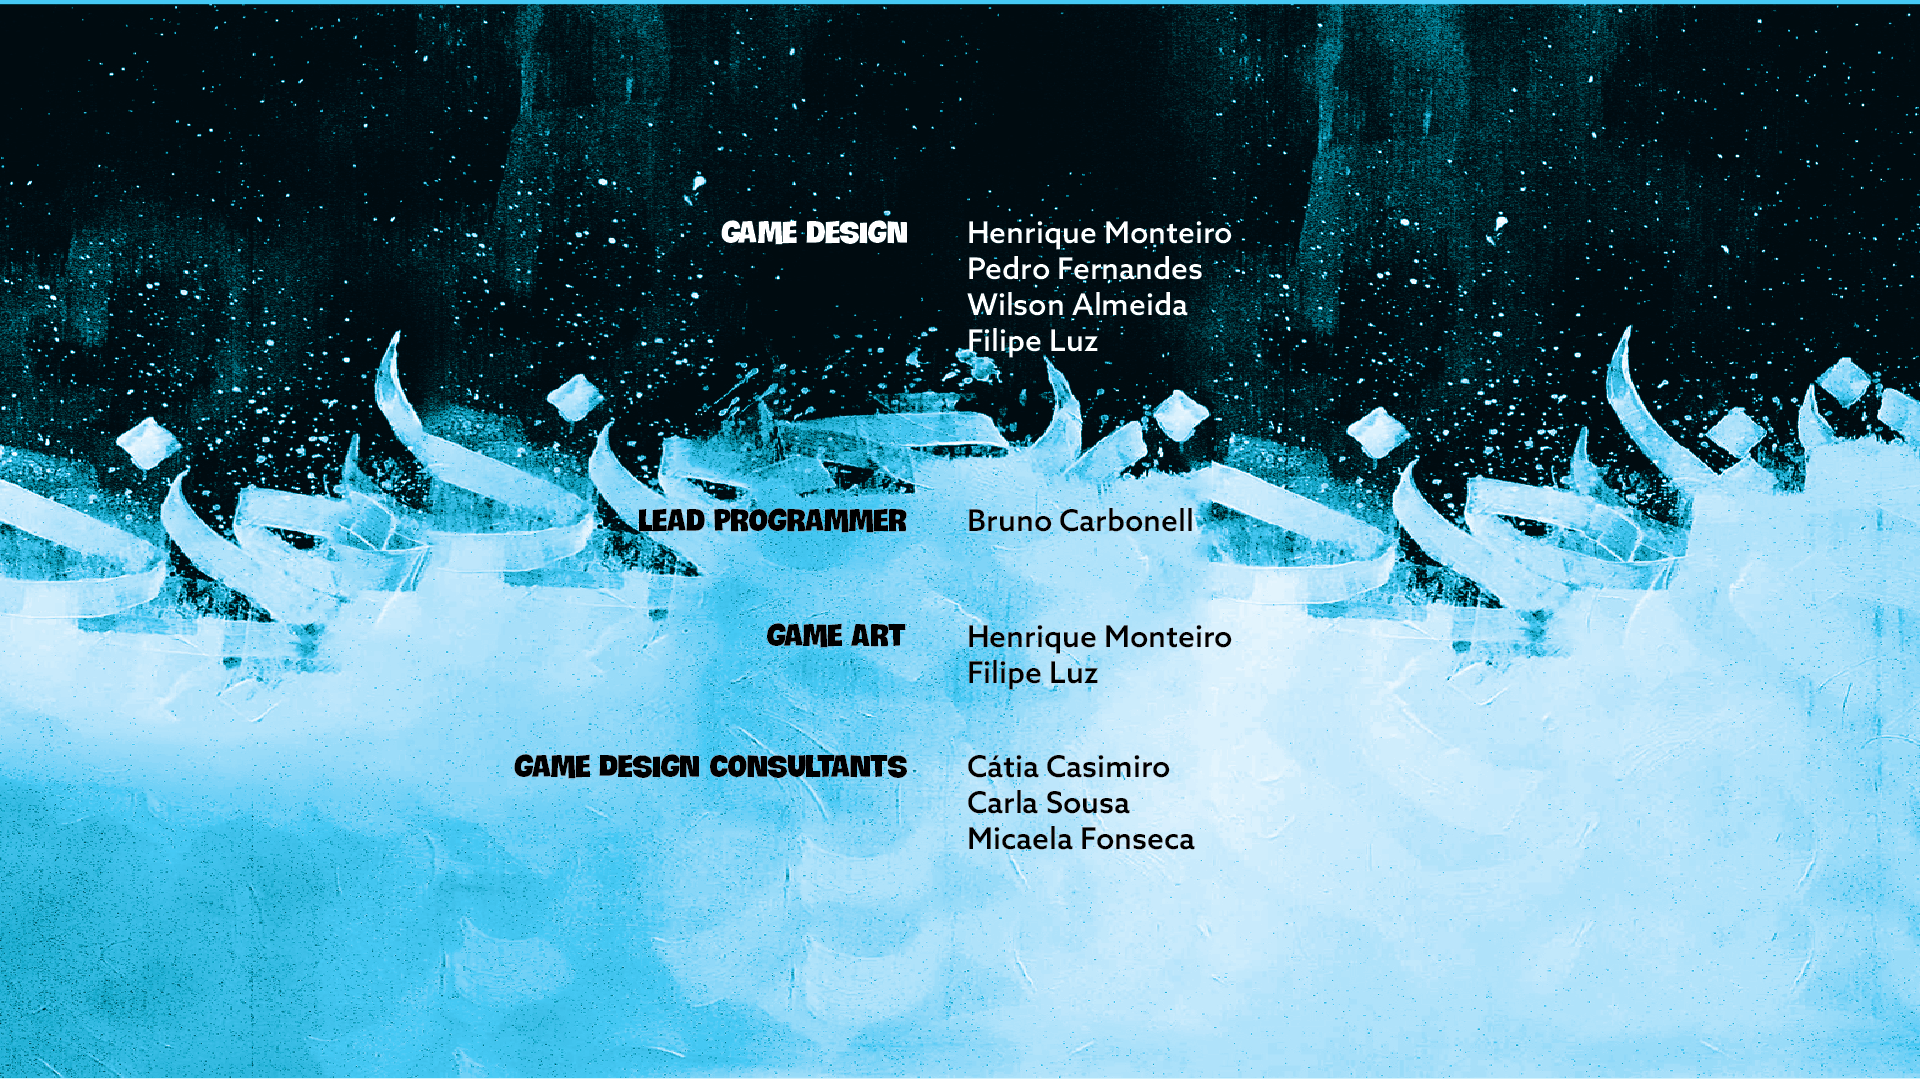 GAME DESIGN Henrique Monteiro
Pedro Fernandes
Wilson Almeida
Filipe Luz
LEAD PROGRAMMER Bruno Carbonell
GAME ART Henrique Monteiro
Filipe Luz
GAME DESIGN CONSULTANTS Cátia Casimiro
Carla Sousa
Micaela Fonseca